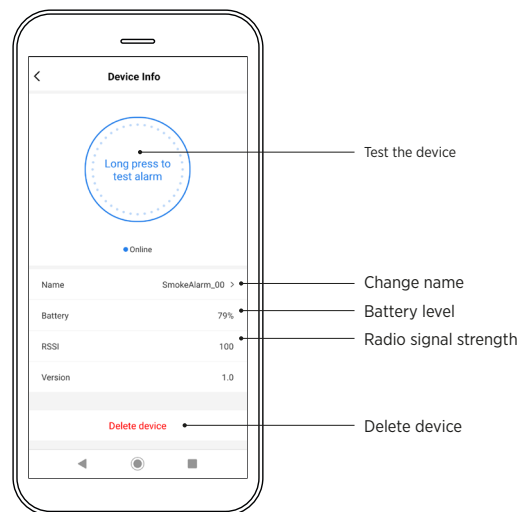 Device Info
Long press to
test alarm
Test the device
Online
Name SmokeAlarm_00
Change name
Battery 79%
Battery level
RSSI 100
Radio signal strength
Version 1.0
Delete device
Delete device